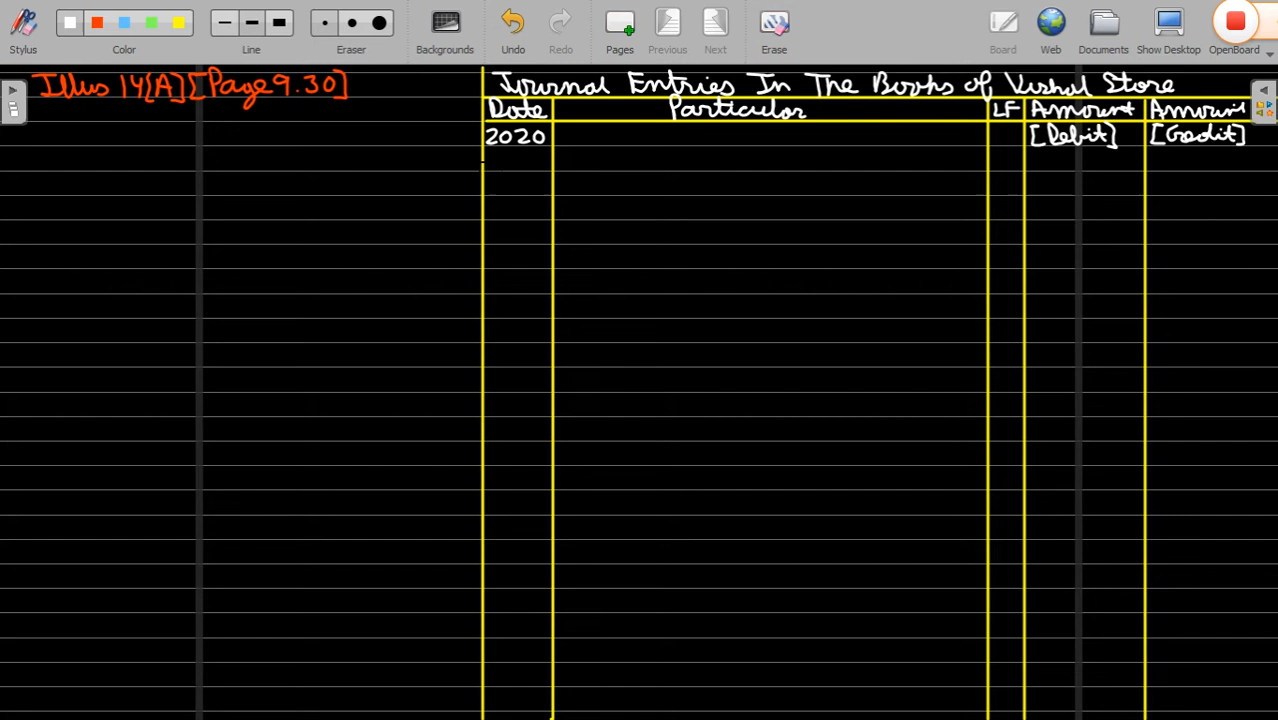 Stylus
Color
Line
Eraser
Backgrounds
Undo
Redo
Pages
Previous
Next
Erase
Board
Web
Documents
Show Desktop
OpenBoard
Illus 14[A][Page 9.30]
Journal Entries In The Books of Vishal Store
Date Particular LF Amount Amount
2020 [Debit] [Credit]